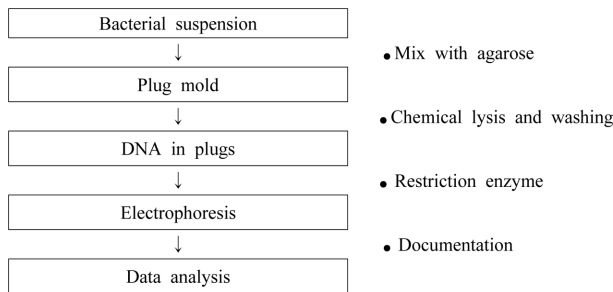 Bacterial suspension
↓
• Mix with agarose
Plug mold
↓
• Chemical lysis and washing
DNA in plugs
↓
• Restriction enzyme
Electrophoresis
↓
• Documentation
Data analysis